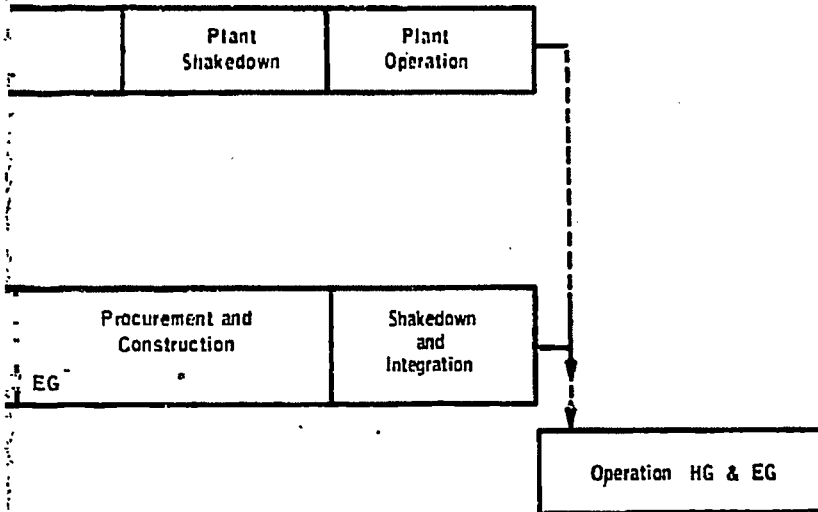 Plant
Shakedown
Plant
Operation
Procurement and
Construction
Shakedown
and
Integration
EG
Operation HG & EG